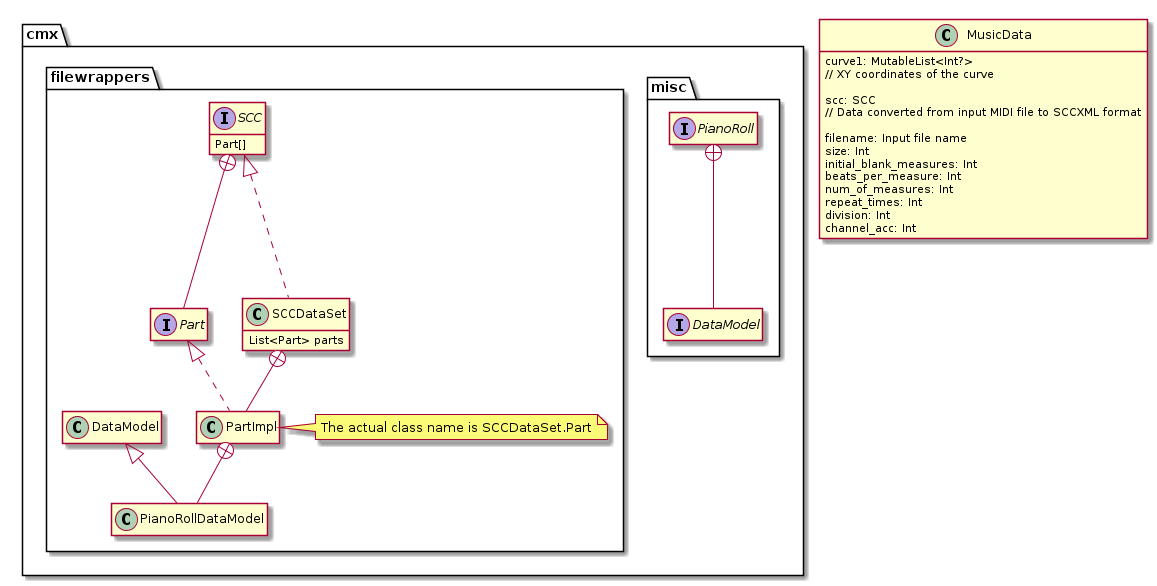 cmx
filewrappers
I SCC
Part[]
I Part
C SCCDataSet
List<Part> parts
C DataModel
C PartImpl
The actual class name is SCCDataSet.Part
C PianoRollDataModel
misc
I PianoRoll
I DataModel
C MusicData
curve1: MutableList<Int?>
// XY coordinates of the curve
scc: SCC
// Data converted from input MIDI file to SCCXML format
filename: Input file name
size: Int
initial_blank_measures: Int
beats_per_measure: Int
num_of_measures: Int
repeat_times: Int
division: Int
channel_acc: Int